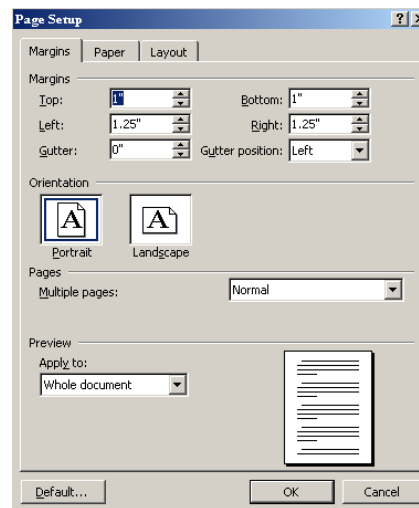 Page Setup
Margins Paper Layout
Margins
Top: 1" Bottom: 1"
Left: 1.25" Right: 1.25"
Gutter: 0" Gutter position: Left
Orientation
A A
Portrait Landscape
Pages
Multiple pages: Normal
Preview
Apply to:
Whole document
Default... OK Cancel